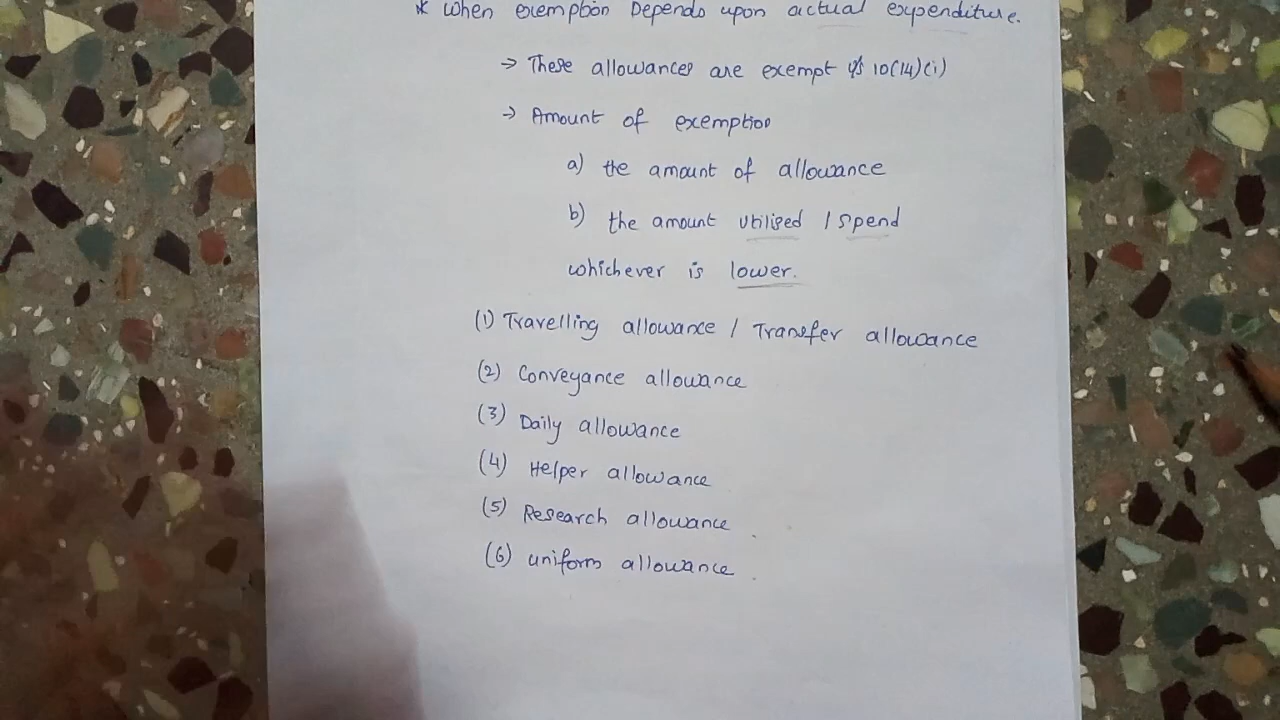 * When exemption Depends upon actual expenditure.
→ These allowances are exempt u/s 10(14)(i)
→ Amount of exemption
a) the amount of allowance
b) the amount utilised / spend
whichever is lower.
(1) Travelling allowance / Transfer allowance
(2) Conveyance allowance
(3) Daily allowance
(4) Helper allowance
(5) Research allowance
(6) uniform allowance